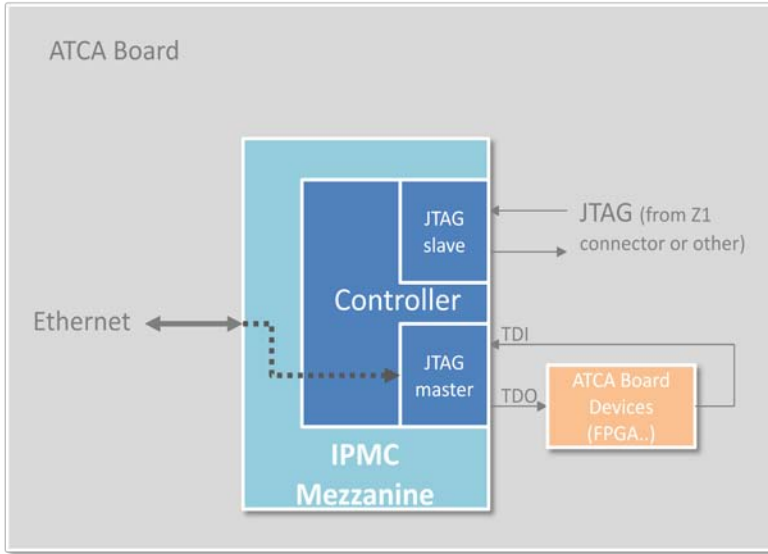 ATCA Board
JTAG
slave
JTAG (from Z1
connector or other)
Controller
Ethernet
TDI
JTAG
master
TDO
ATCA Board
Devices
(FPGA..)
IPMC
Mezzanine